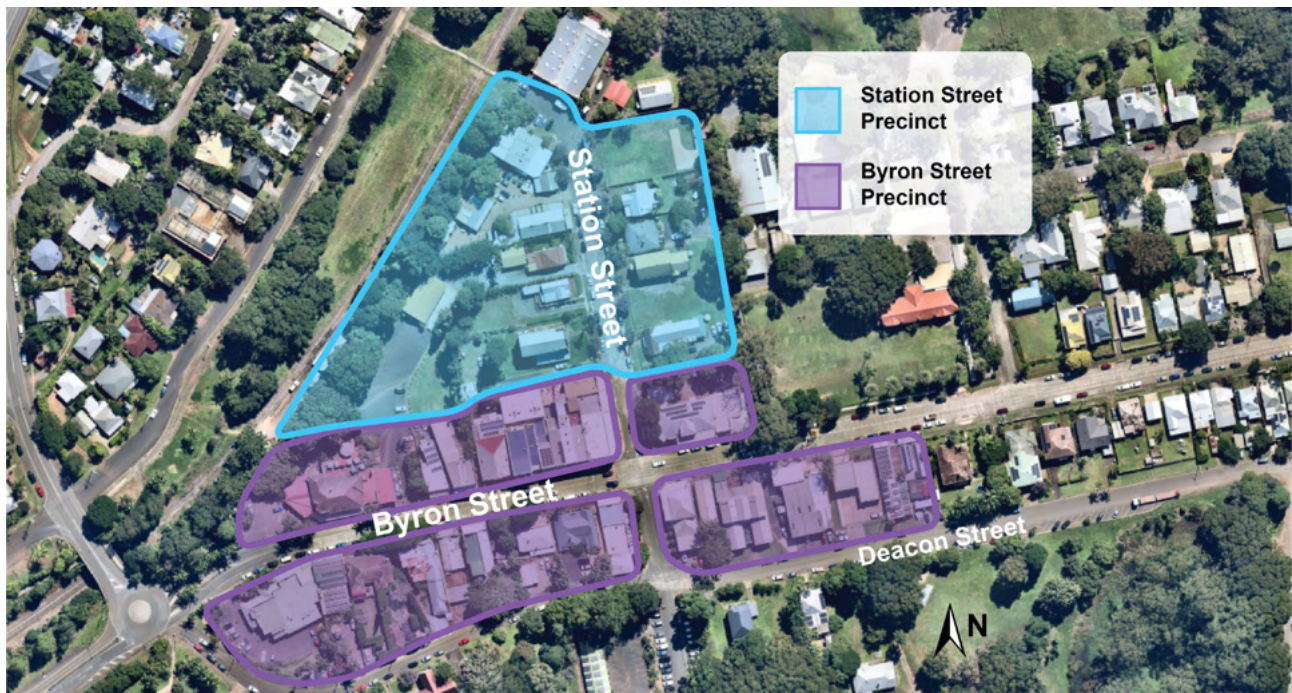 Station Street
Precinct
Byron Street
Precinct
Station Street
Byron Street
Deacon Street
N